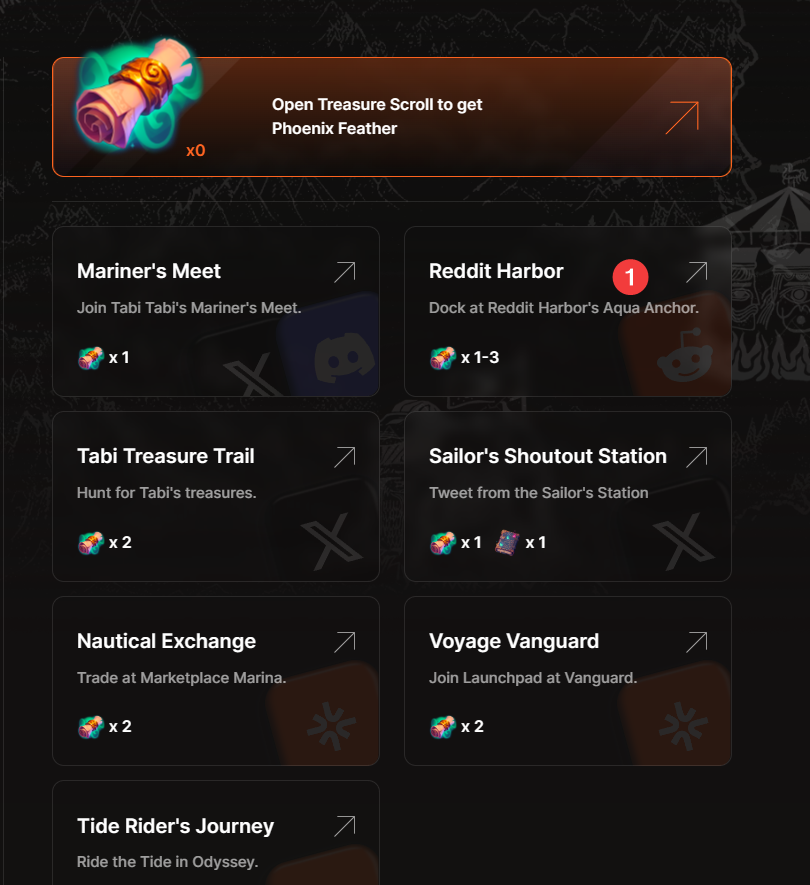 Open Treasure Scroll to get
Phoenix Feather
x0
Mariner's Meet
Join Tabi Tabi's Mariner's Meet.
x 1
Reddit Harbor
1
Dock at Reddit Harbor's Aqua Anchor.
x 1-3
Tabi Treasure Trail
Hunt for Tabi's treasures.
x 2
Sailor's Shoutout Station
Tweet from the Sailor's Station
x 1 x 1
Nautical Exchange
Trade at Marketplace Marina.
x 2
Voyage Vanguard
Join Launchpad at Vanguard.
x 2
Tide Rider's Journey
Ride the Tide in Odyssey.